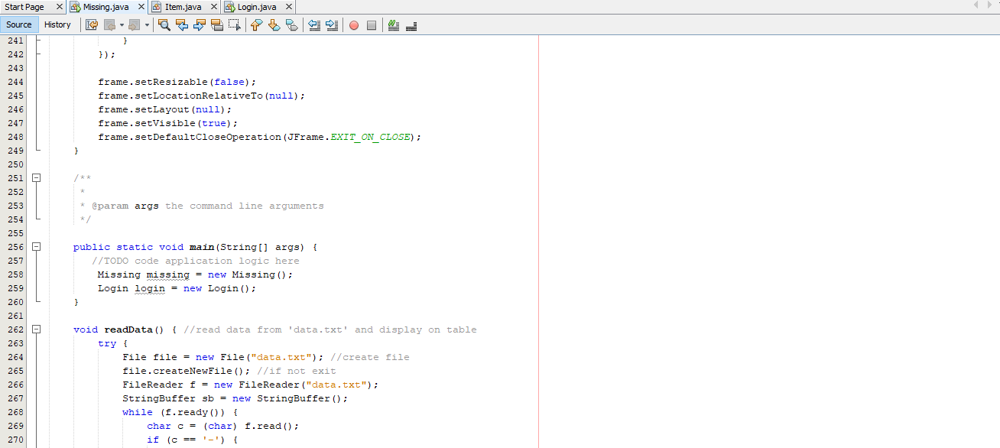 Start Page Missing.java Item.java Login.java
Source History
241 }
242 });
243
244 frame.setResizable(false);
245 frame.setLocationRelativeTo(null);
246 frame.setLayout(null);
247 frame.setVisible(true);
248 frame.setDefaultCloseOperation(JFrame.EXIT_ON_CLOSE);
249 }
250
251 /**
252 *
253 * @param args the command line arguments
254 */
255
256 public static void main(String[] args) {
257 //TODO code application logic here
258 Missing missing = new Missing();
259 Login login = new Login();
260 }
261
262 void readData() { //read data from 'data.txt' and display on table
263 try {
264 File file = new File("data.txt"); //create file
265 file.createNewFile(); //if not exit
266 FileReader f = new FileReader("data.txt");
267 StringBuffer sb = new StringBuffer();
268 while (f.ready()) {
269 char c = (char) f.read();
270 if (c == '-') {